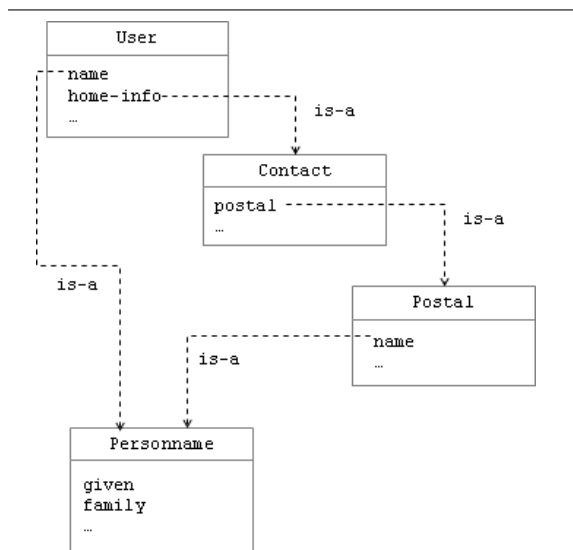 User
name
home-info
…
is-a
Contact
postal
…
is-a
is-a
Postal
name
…
is-a
Personname
given
family
…